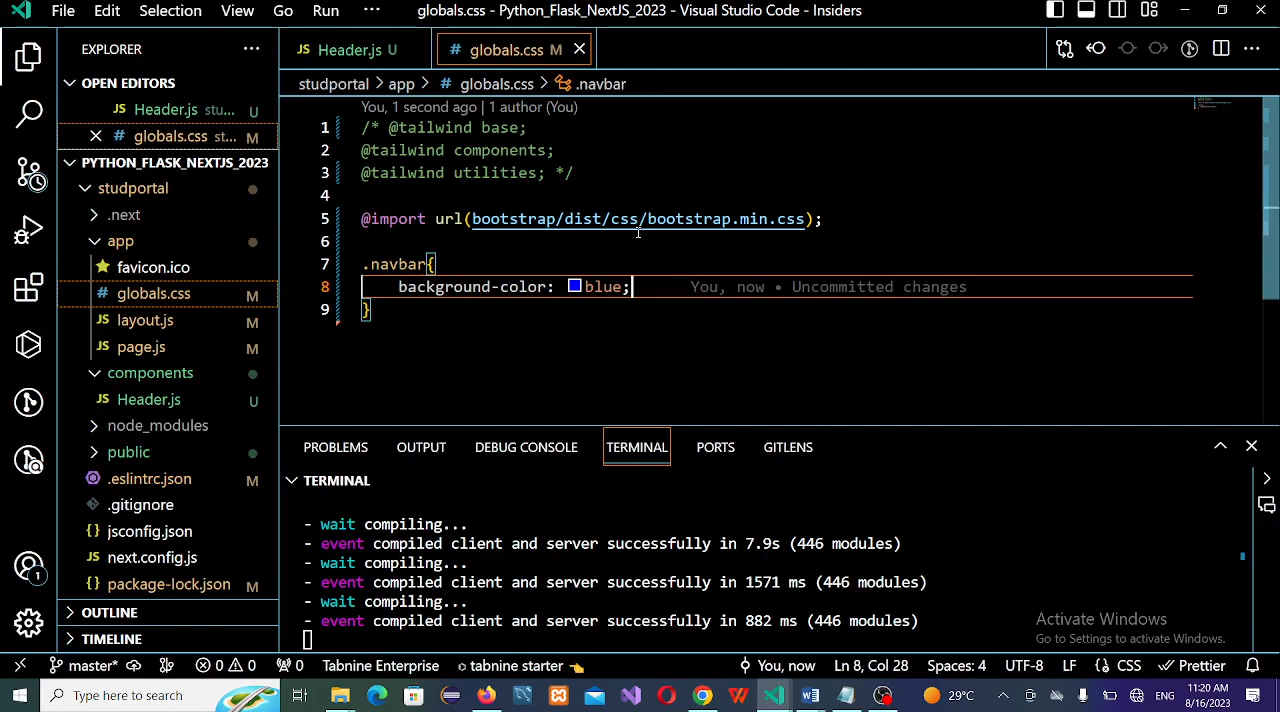 File Edit Selection View Go Run ··· globals.css - Python_Flask_NextJS_2023 - Visual Studio Code - Insiders
EXPLORER ···
JS Header.js U
# globals.css M
OPEN EDITORS
JS Header.js stu... U
# globals.css st... M
studportal > app > # globals.css > .navbar
You, 1 second ago | 1 author (You)
1 /* @tailwind base;
2 @tailwind components;
3 @tailwind utilities; */
4
5 @import url(bootstrap/dist/css/bootstrap.min.css);
6
7 .navbar{
8 background-color: blue; You, now • Uncommitted changes
9 }
PYTHON_FLASK_NEXTJS_2023
studportal
.next
app
favicon.ico
# globals.css M
JS layout.js M
JS page.js M
components
JS Header.js U
node_modules
public
.eslintrc.json M
.gitignore
{} jsconfig.json
JS next.config.js
{} package-lock.json M
OUTLINE
TIMELINE
1
PROBLEMS OUTPUT DEBUG CONSOLE TERMINAL PORTS GITLENS
TERMINAL
- wait compiling...
- event compiled client and server successfully in 7.9s (446 modules)
- wait compiling...
- event compiled client and server successfully in 1571 ms (446 modules)
- wait compiling...
- event compiled client and server successfully in 882 ms (446 modules)
Activate Windows
Go to Settings to activate Windows.
master* 0 0 0 Tabnine Enterprise tabnine starter You, now Ln 8, Col 28 Spaces: 4 UTF-8 LF {} CSS Prettier
Type here to search 29°C ENG 11:20 AM
8/16/2023